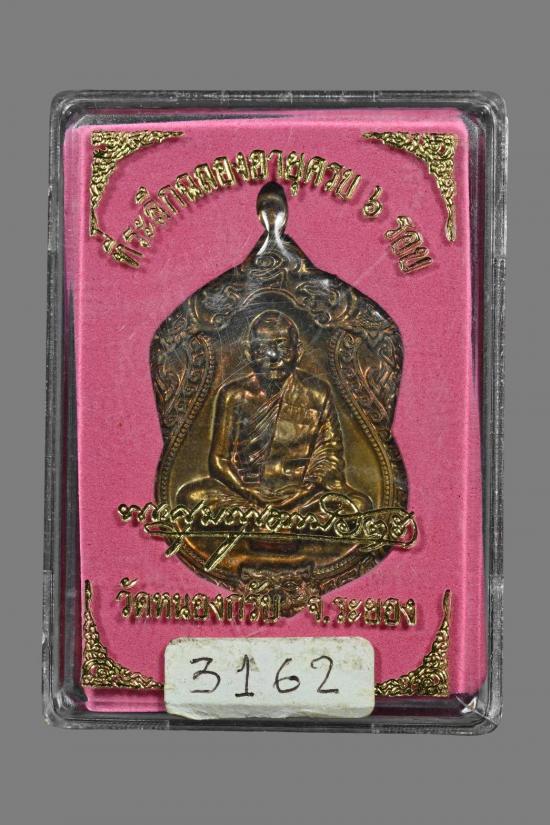 ที่ระฤกฉลองอายุครบ ๖ รอบ
วัดหนองกรับ จ.ระยอง
3162